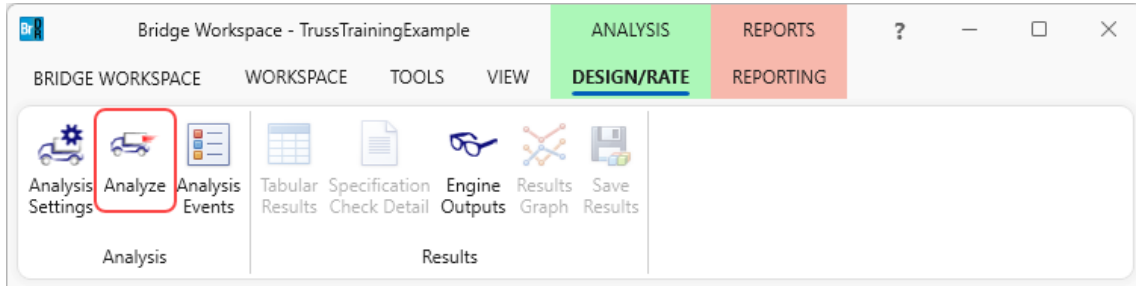 BrDR Bridge Workspace - TrussTrainingExample ANALYSIS REPORTS ?
BRIDGE WORKSPACE WORKSPACE TOOLS VIEW DESIGN/RATE REPORTING
Analysis Analyze Analysis Tabular Specification Engine Results Save
Settings Events Results Check Detail Outputs Graph Results
Analysis Results